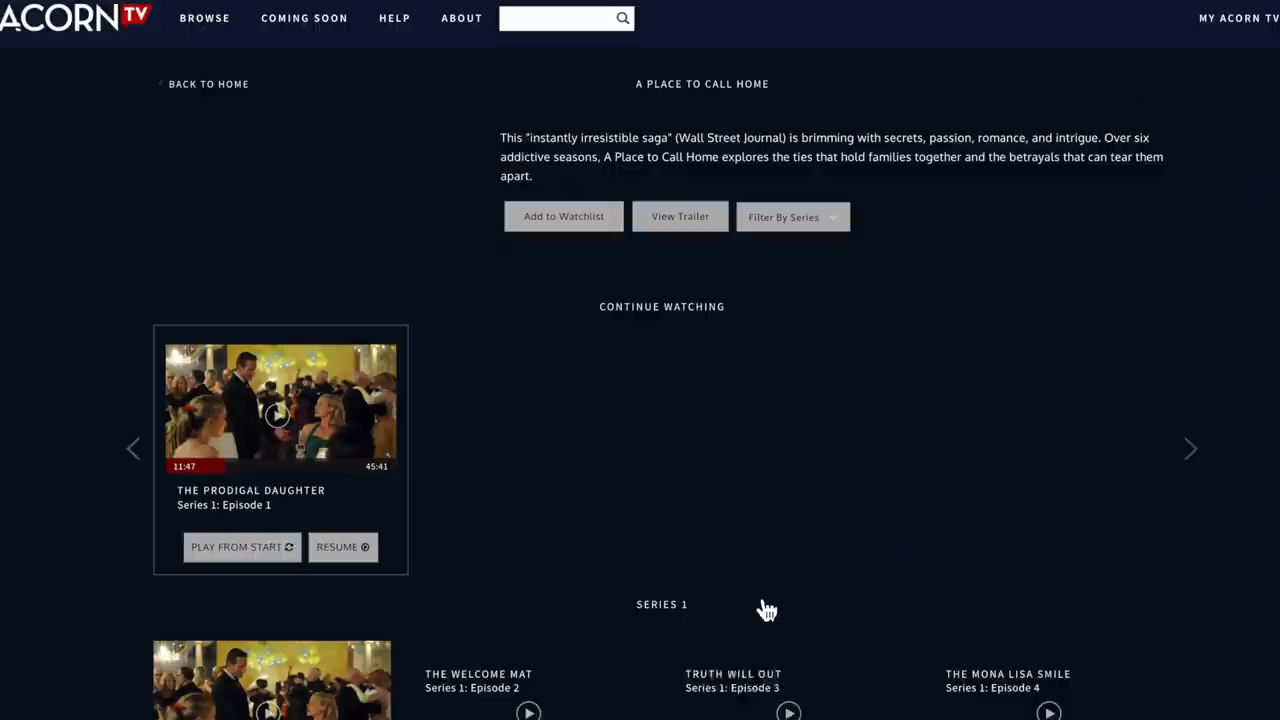 ACORN TV
BROWSE
COMING SOON
HELP
ABOUT
MY ACORN TV
BACK TO HOME
A PLACE TO CALL HOME
This "instantly irresistible saga" (Wall Street Journal) is brimming with secrets, passion, romance, and intrigue. Over six
addictive seasons, A Place to Call Home explores the ties that hold families together and the betrayals that can tear them
apart.
Add to Watchlist
View Trailer
Filter By Series
CONTINUE WATCHING
11:47
45:41
THE PRODIGAL DAUGHTER
Series 1: Episode 1
PLAY FROM START
RESUME
SERIES 1
THE WELCOME MAT
Series 1: Episode 2
TRUTH WILL OUT
Series 1: Episode 3
THE MONA LISA SMILE
Series 1: Episode 4